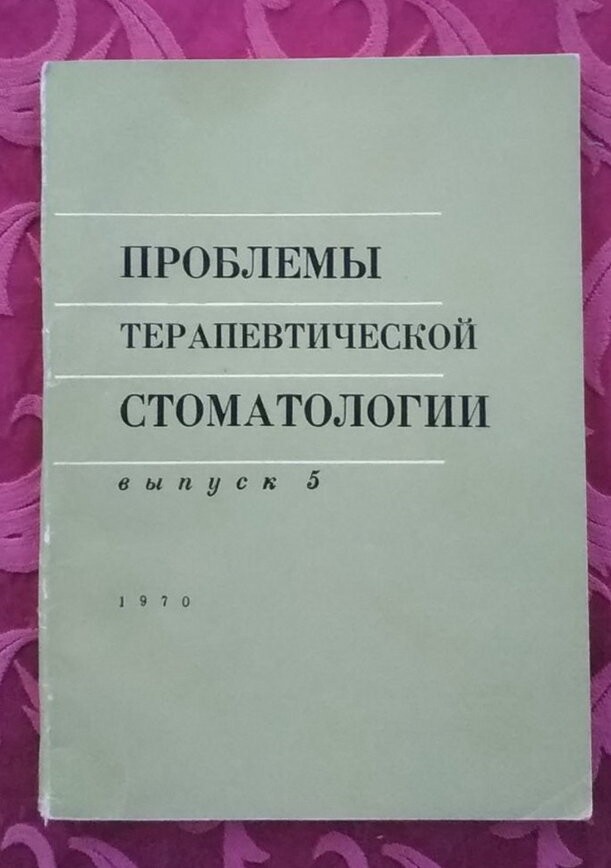 ПРОБЛЕМЫ
ТЕРАПЕВТИЧЕСКОЙ
СТОМАТОЛОГИИ
выпуск 5
1970